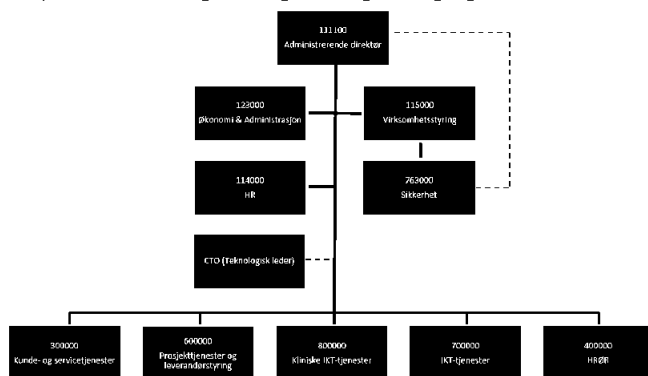 111100
Administrerende direktør
123000
Økonomi & Administrasjon
115000
Virksomhetsstyring
114000
HR
763000
Sikkerhet
CTO (Teknologisk leder)
300000
Kunde- og servicetjenester
600000
Prosjekttjenester og
leverandørstyring
800000
Kliniske IKT-tjenester
700000
IKT-tjenester
400000
HRØR